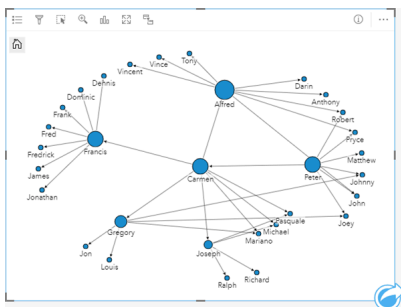 Tony
Vince
Vincent
Dennis
Darin
Alfred
Dominic
Anthony
Frank
Robert
Fred
Pryce
Francis
Fredrick
Matthew
James
Carmen
Peter
Johnny
Jonathan
John
Pasquale
Joey
Gregory
Michael
Mariano
Jon
Joseph
Louis
Richard
Ralph